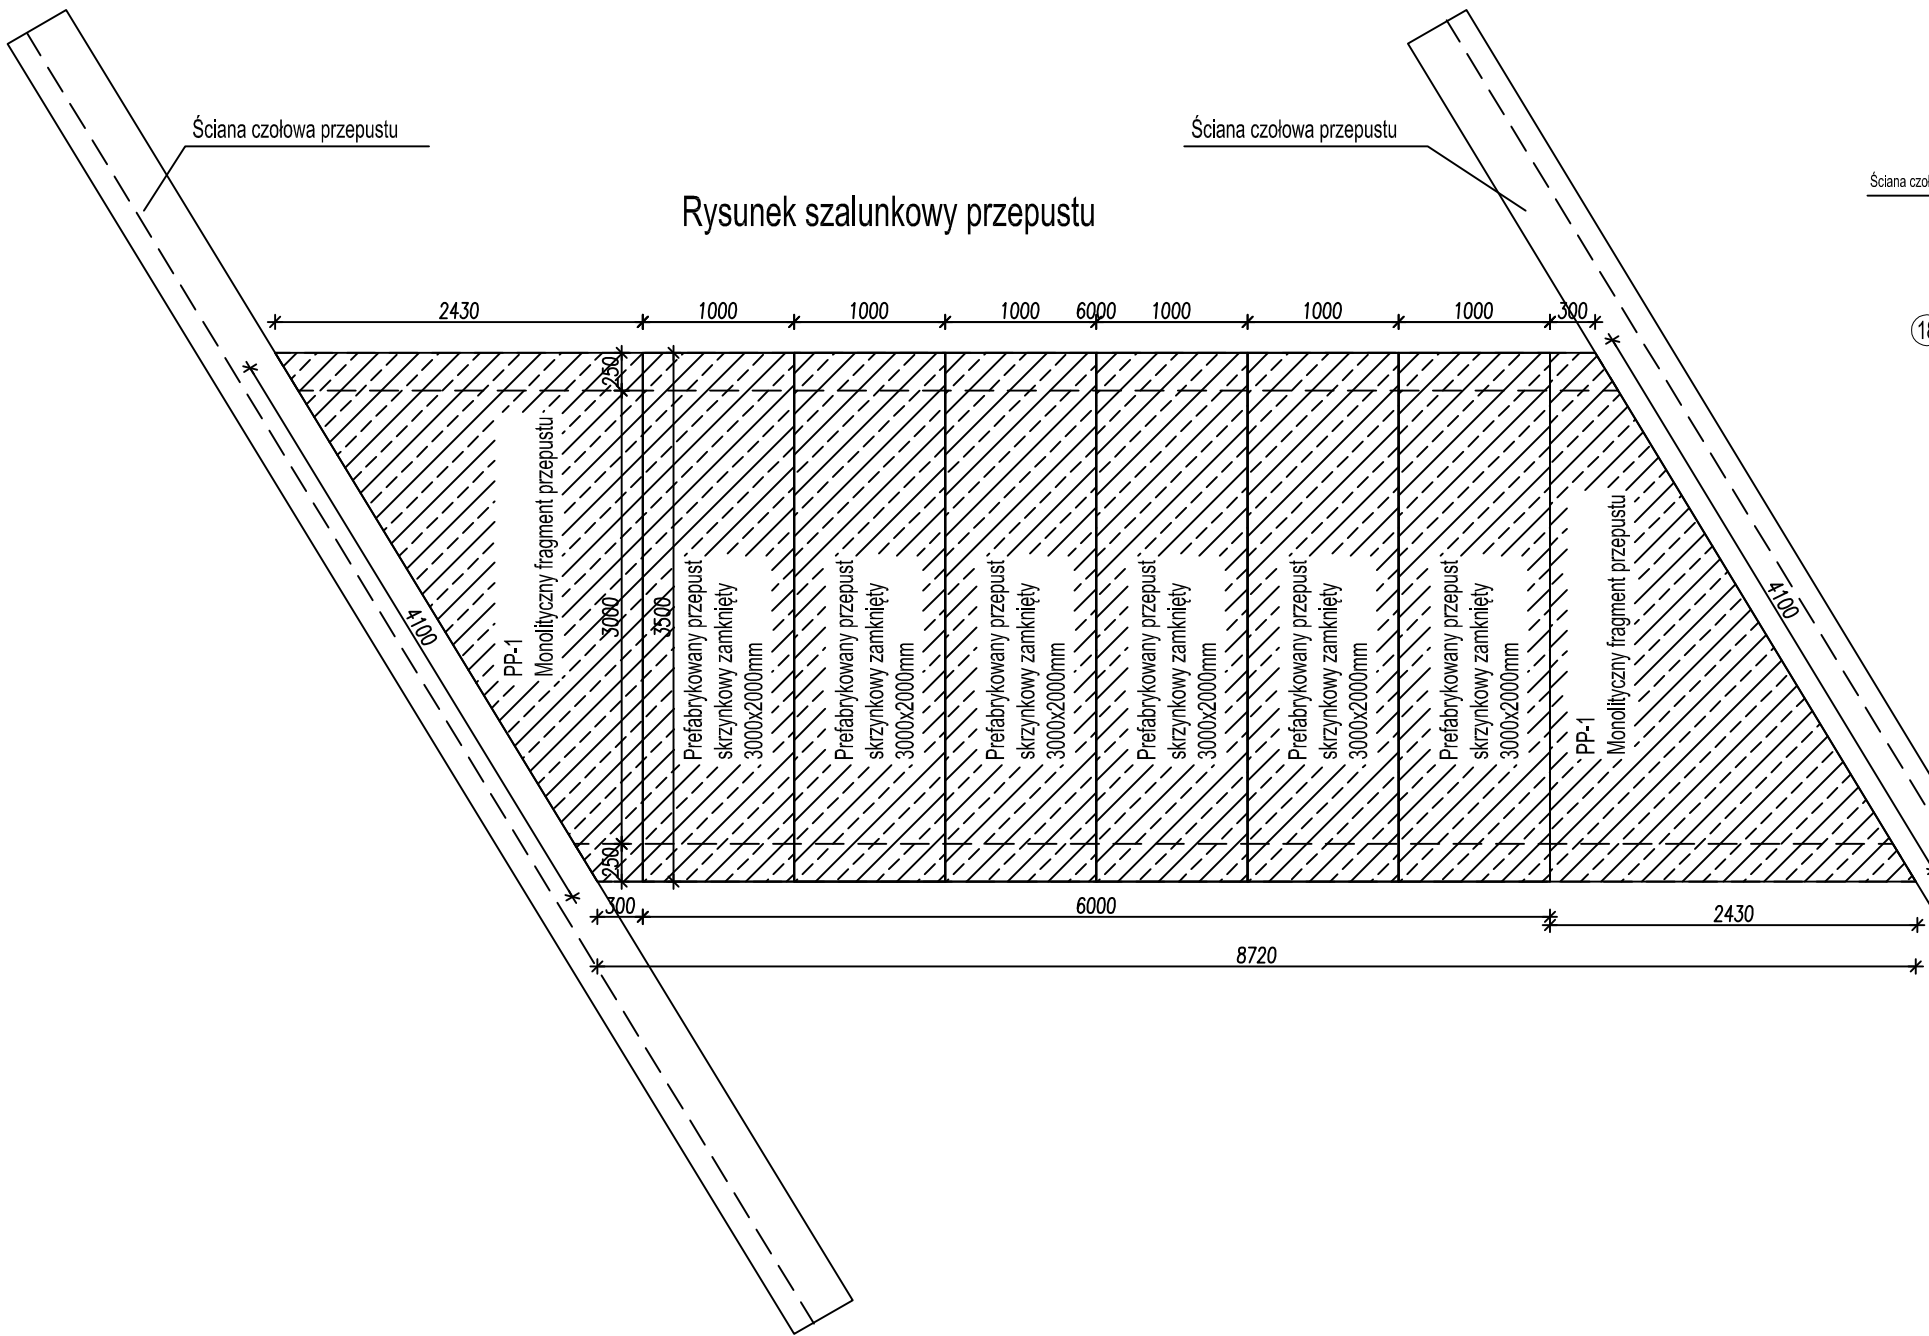 Ściana czołowa przepustu
Ściana czołowa przepustu
Rysunek szalunkowy przepustu
2430
1000
1000
1000
6000
1000
1000
1000
300
250
3000
250
3500
4100
4100
PP-1
Monolityczny fragment przepustu
Prefabrykowany przepust
skrzynkowy zamknięty
3000x2000mm
Prefabrykowany przepust
skrzynkowy zamknięty
3000x2000mm
Prefabrykowany przepust
skrzynkowy zamknięty
3000x2000mm
Prefabrykowany przepust
skrzynkowy zamknięty
3000x2000mm
Prefabrykowany przepust
skrzynkowy zamknięty
3000x2000mm
Prefabrykowany przepust
skrzynkowy zamknięty
3000x2000mm
PP-1
Monolityczny fragment przepustu
300
6000
2430
8720
Ściana